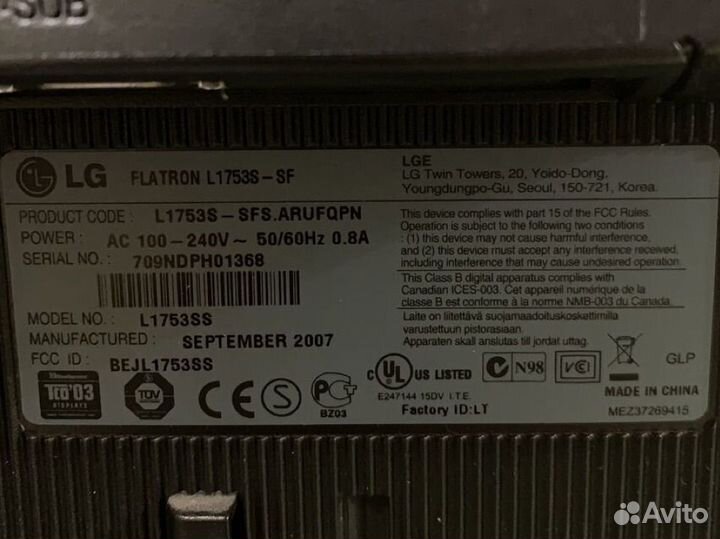 SUB
LG FLATRON L1753S-SF
LGE
LG Twin Towers, 20, Yoido-Dong,
Youngdungpo-Gu, Seoul, 150-721, Korea.
PRODUCT CODE : L1753S-SFS.ARUFQPN
POWER : AC 100-240V~ 50/60Hz 0.8A
SERIAL NO. : 709NDPH01368
This device complies with part 15 of the FCC Rules.
Operation is subject to the following two conditions
: (1) this device may not cause harmful interference,
and (2) this device must accept any interference received,
including interference that may cause undesired operation.
This Class B digital apparatus complies with
Canadian ICES-003. Cet appareil numérique de la
classe B est conforme à la norme NMB-003 du Canada.
Laite on liitettävä suojamaadoituskoskettimilla
varustettuun pistorasiaan.
Apparaten skall anslutas till jordat uttag.
MODEL NO. : L1753SS
MANUFACTURED : SEPTEMBER 2007
FCC ID : BEJL1753SS
TCO'03
DISPLAYS
TÜV
S
CE
S
PCT
BZ03
c UL US LISTED
E247144 15DV I.T.E.
Factory ID:LT
N98
VCI
GLP
MADE IN CHINA
MEZ37269415
Avito